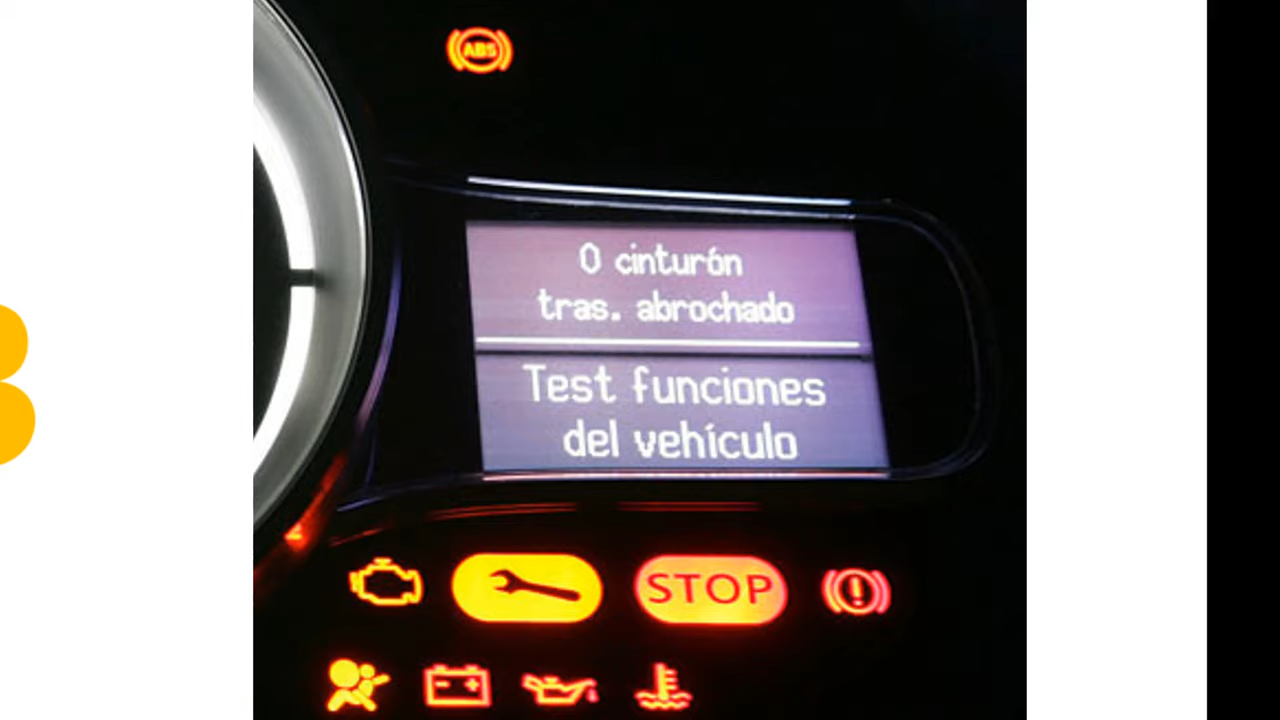 ABS
0 cinturón
tras. abrochado
Test funciones
del vehículo
STOP